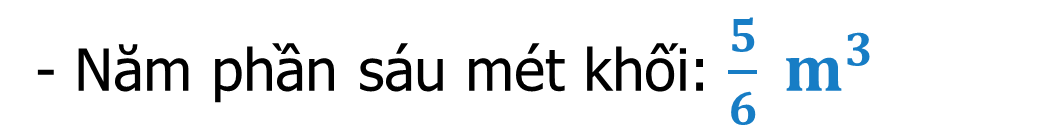 - Năm phần sáu mét khối: 5/6 m³